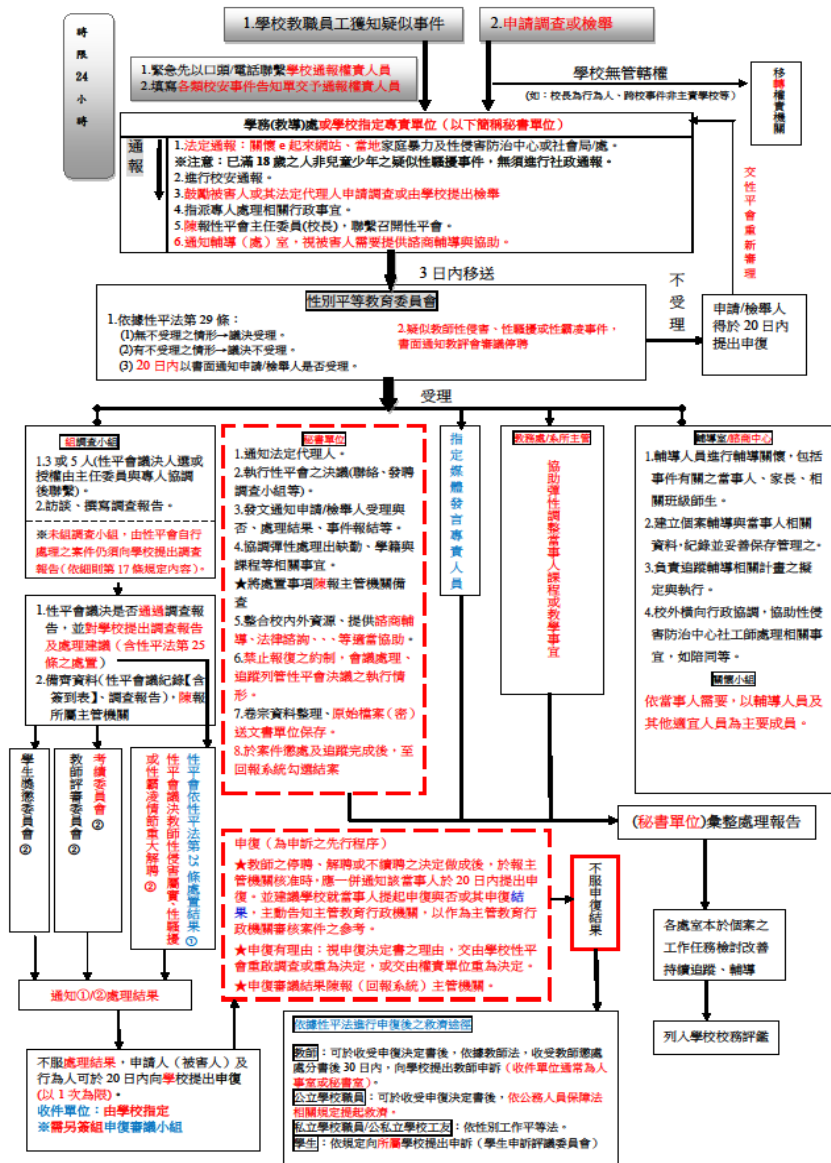 時限24小時
1.學校教職員工獲知疑似事件
2.申請調查或檢舉
1.緊急先以口頭/電話聯繫學校通報權責人員
2.填寫各類校安事件告知單交予通報權責人員
學校無管轄權
(如：校長為行為人、跨校事件非主責學校等)
移轉權責機關
學務(教導)處或學校指定專責單位（以下簡稱秘書單位）
通報
1.法定通報：關懷 e 起來網站、當地家庭暴力及性侵害防治中心或社會局/處。
※注意：已滿 18 歲之人非兒童少年之疑似性騷擾事件，無須進行社政通報。
2.進行校安通報。
3.鼓勵被害人或其法定代理人申請調查或由學校提出檢舉
4.指派專人處理相關行政事宜。
5.陳報性平會主任委員(校長)，聯繫召開性平會。
6.通知輔導（處）室，視被害人需要提供諮商輔導與協助。
交性平會重新審理
3 日內移送
不受理
性別平等教育委員會
1.依據性平法第 29 條：
(1)無不受理之情形→議決受理。
(2)有不受理之情形→議決不受理。
(3) 20 日內以書面通知申請/檢舉人是否受理。
2.疑似教師性侵害、性騷擾或性霸凌事件，
書面通知教評會審議停聘
申請/檢舉人
得於 20 日內
提出申復
受理
組調查小組
1.3 或 5 人(性平會議決人選或
授權由主任委員與專人協調
後聯繫)。
2.訪談、撰寫調查報告。
※未組調查小組，由性平會自行
處理之案件仍須向學校提出調查
報告(依細則第 17 條規定內容)。
秘書單位
1.通知法定代理人。
2.執行性平會之決議(聯絡、發聘
調查小組等)。
3.發文通知申請/檢舉人受理與
否、處理結果、事件報結等。
4.協調彈性處理出缺勤、學籍與
課程等相關事宜。
★將處置事項陳報主管機關備
查
5.整合校內外資源、提供諮商輔
導、法律諮詢、、、等適當協助。
6.禁止報復之約制，會議處理、
追蹤列管性平會決議之執行情
形。
7.卷宗資料整理、原始檔案（密）
送文書單位保存。
8.於案件懲處及追蹤完成後，至
回報系統勾選結案
指定媒體發言專責人員
教務處/系所主管
協助彈性調整當事人課程或教學事宜
輔導室/諮商中心
1.輔導人員進行輔導關懷，包括
事件有關之當事人、家長、相
關班級師生。
2.建立個案輔導與當事人相關
資料，紀錄並妥善保存管理之。
3.負責追蹤輔導相關計畫之擬
定與執行。
4.校外橫向行政協調，協助性侵
害防治中心社工師處理相關事
宜，如陪同等。
關懷小組
依當事人需要，以輔導人員及
其他適宜人員為主要成員。
1.性平會議決是否通過調查報
告，並對學校提出調查報告
及處理建議（含性平法第 25
條之處置）
2.備齊資料(性平會議紀錄【含
簽到表】、調查報告)，陳報
所屬主管機關
學生獎懲委員會②
考績委員會②
教師評審委員會②
性平會依性平法第 25 條處置結果①
性平會議決教師性侵害屬實、性騷擾
或性霸凌情節重大解聘②
(秘書單位)彙整處理報告
申復（為申訴之先行程序）
★教師之停聘、解聘或不續聘之決定做成後，於報主
管機關核准時，應一併通知該當事人於 20 日內提出申
復。並建議學校就當事人提起申復與否或其申復結
果，主動告知主管教育行政機關，以作為主管教育行
政機關審核案件之參考。
★申復有理由：視申復決定書之理由，交由學校性平
會重啟調查或重為決定，或交由權責單位重為決定。
★申復審議結果陳報（回報系統）主管機關。
不服申復結果
各處室本於個案之
工作任務檢討改善
持續追蹤、輔導
列入學校校務評鑑
通知①/②處理結果
不服處理結果，申請人（被害人）及
行為人可於 20 日內向學校提出申復
(以 1 次為限)。
收件單位：由學校指定
※需另簽組申復審議小組
依據性平法進行申復後之救濟途徑
教師：可於收受申復決定書後，依據教師法，收受教師懲處
處分書後 30 日內，向學校提出教師申訴（收件單位通常為人
事室或秘書室)。
公立學校職員：可於收受申復決定書後，依公務人員保障法
相關規定提起救濟。
私立學校職員/公私立學校工友：依性別工作平等法。
學生：依規定向所屬學校提出申訴（學生申訴評議委員會）